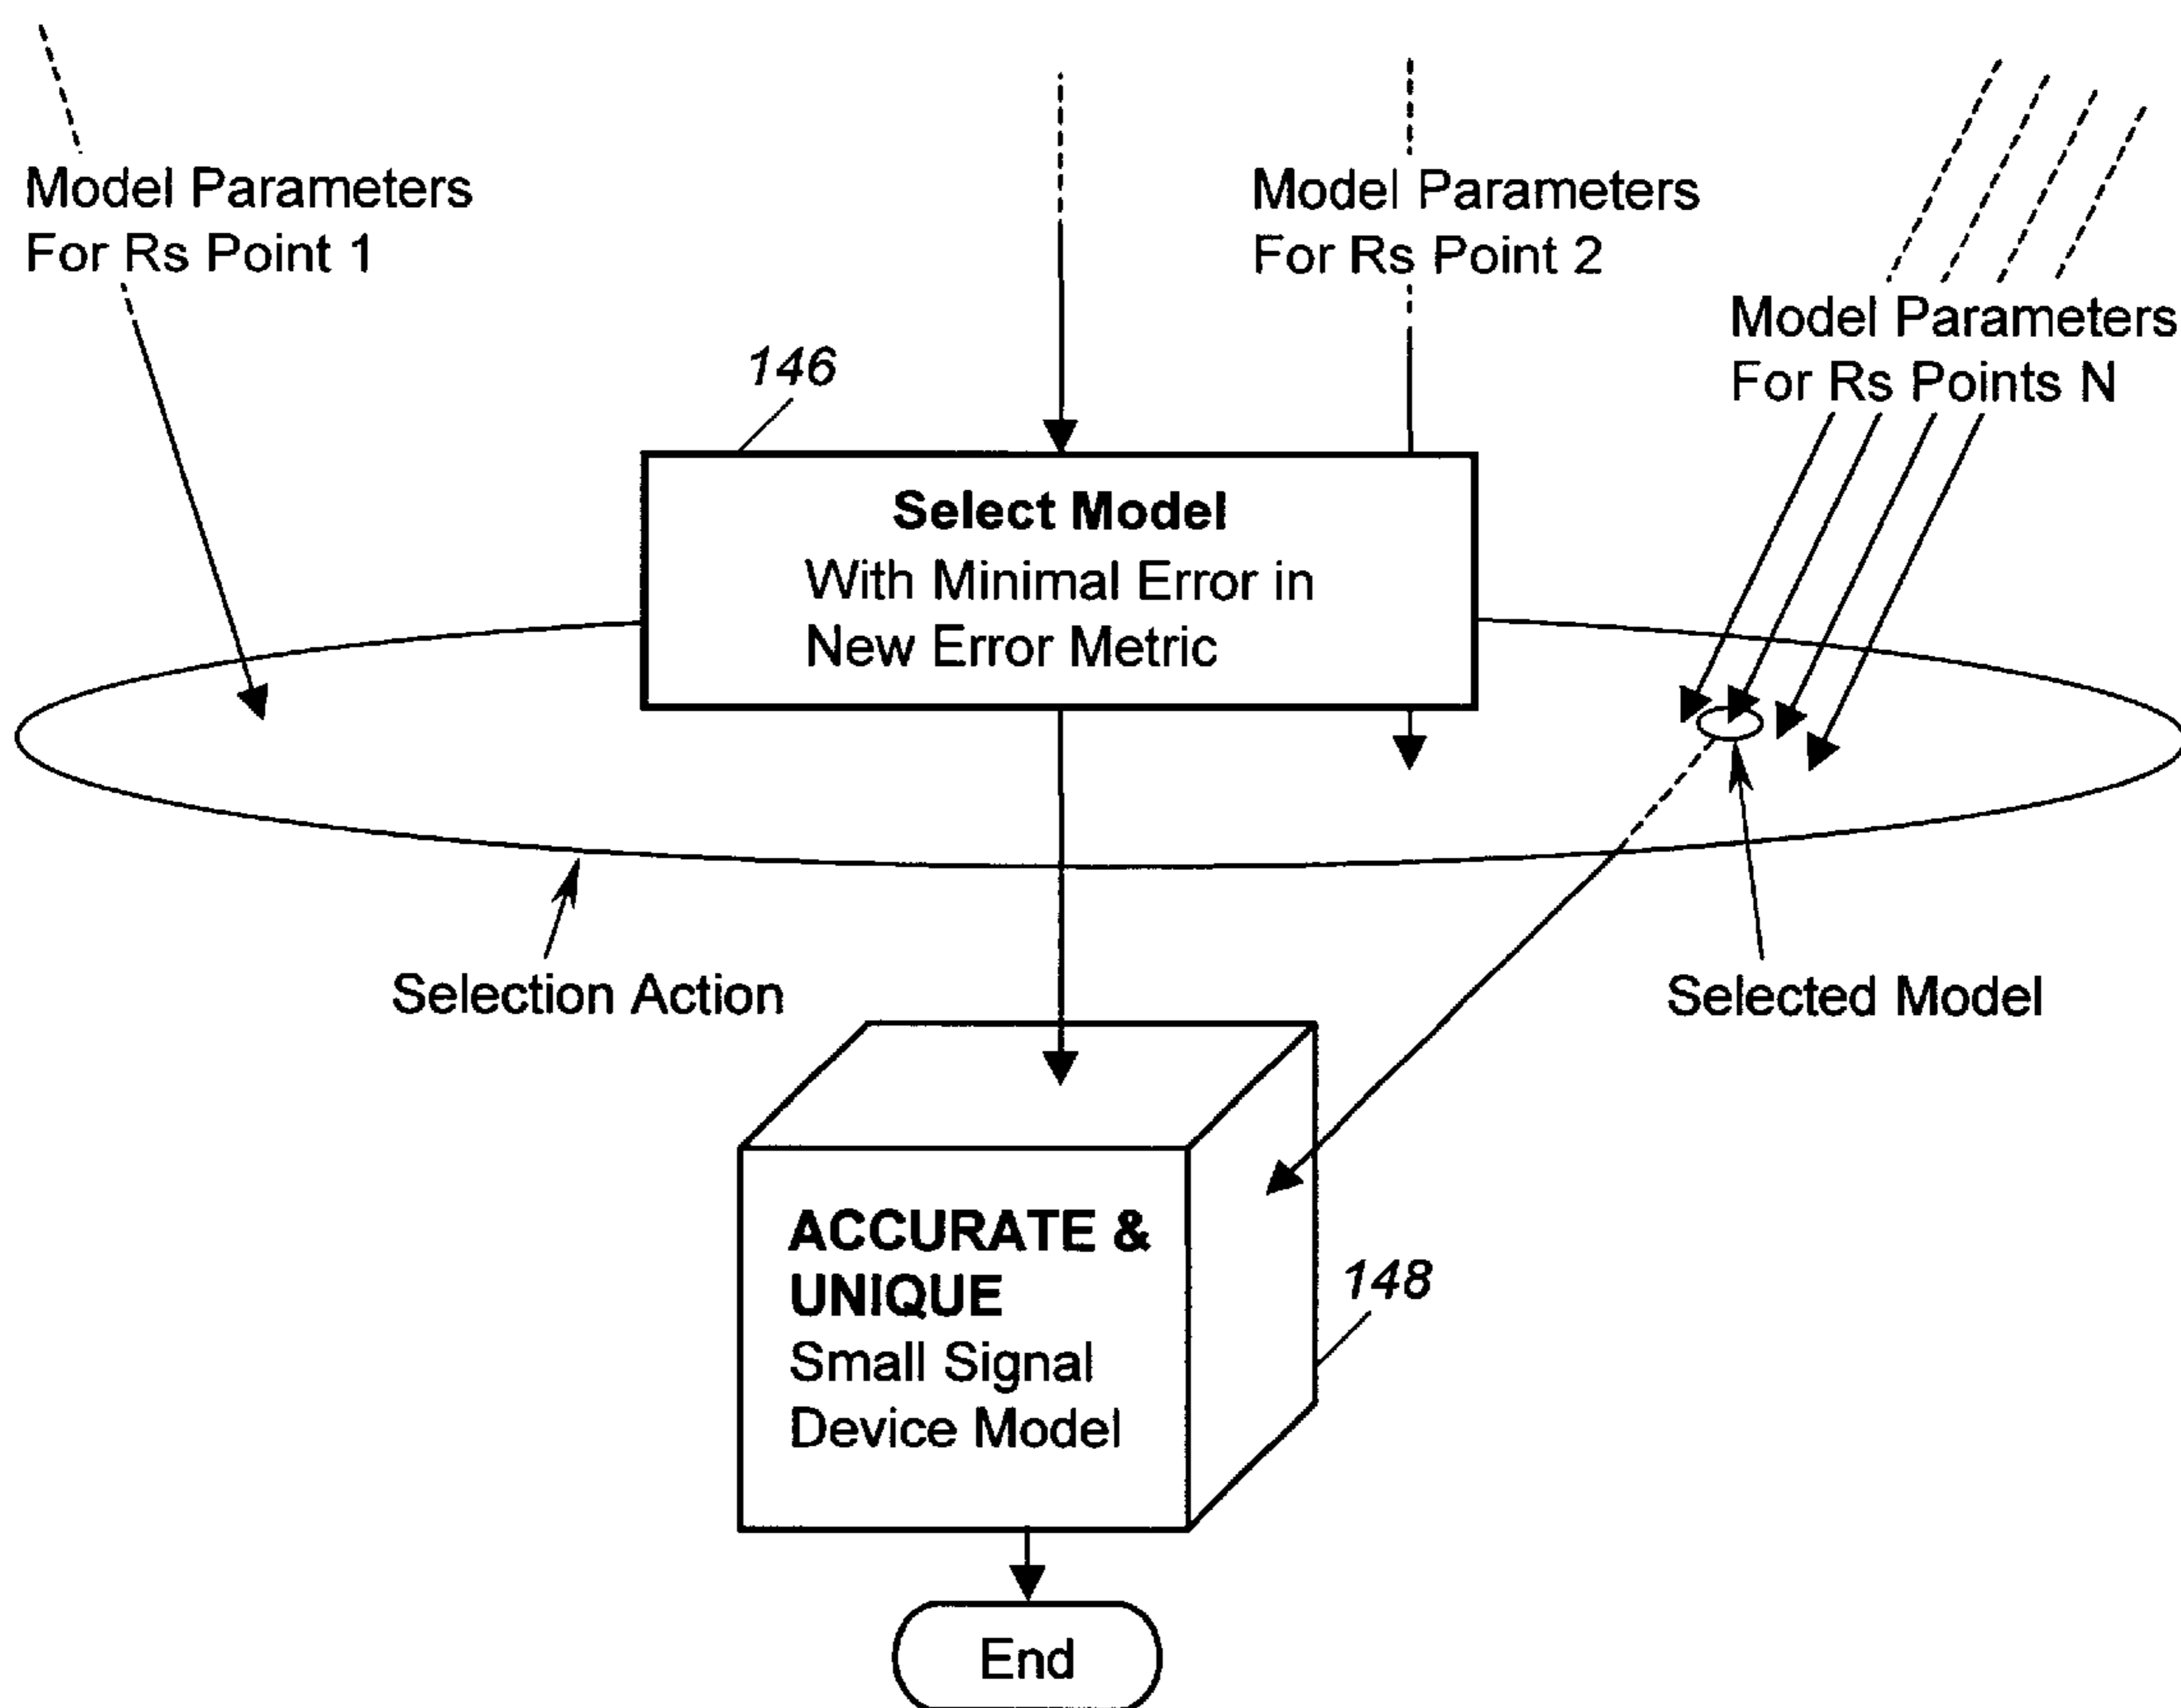 Model Parameters
For Rs Point 1
Model Parameters
For Rs Point 2
Model Parameters
For Rs Points N
146
Select Model
With Minimal Error in
New Error Metric
Selection Action
Selected Model
ACCURATE &
UNIQUE
Small Signal
Device Model
148
End